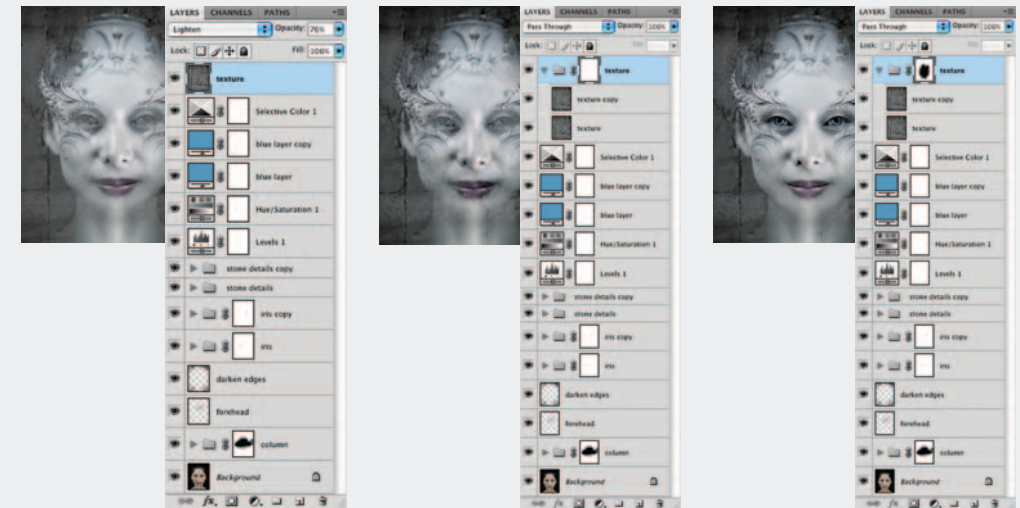 LAYERS CHANNELS PATHS
Lighten Opacity: 76%
Lock: Fill: 100%
texture
Selective Color 1
blue layer copy
blue layer
Hue/Saturation 1
Levels 1
stone details copy
stone details
iris copy
iris
darken edges
forehead
column
Background
LAYERS CHANNELS PATHS
Pass Through Opacity: 100%
Lock:
texture
texture copy
texture
Selective Color 1
blue layer copy
blue layer
Hue/Saturation 1
Levels 1
stone details copy
stone details
iris copy
iris
darken edges
forehead
column
Background
LAYERS CHANNELS PATHS
Pass Through Opacity: 100%
Lock:
texture
texture copy
texture
Selective Color 1
blue layer copy
blue layer
Hue/Saturation 1
Levels 1
stone details copy
stone details
iris copy
iris
darken edges
forehead
column
Background